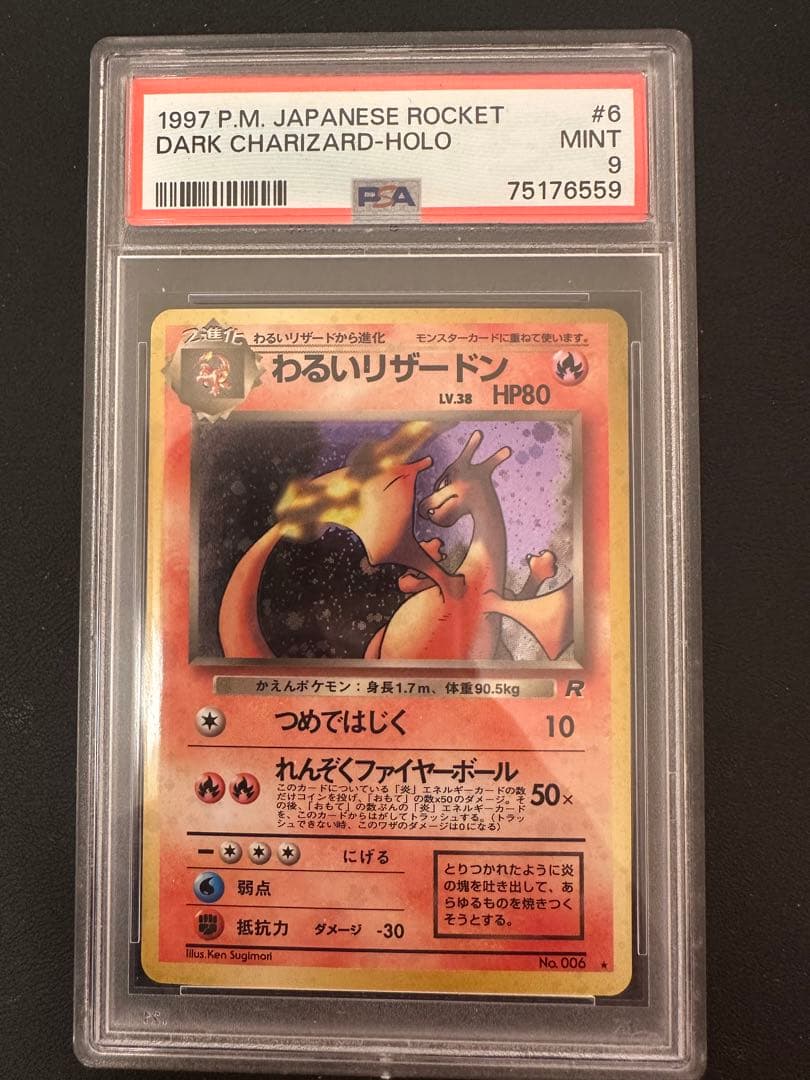 1997 P.M. JAPANESE ROCKET #6
DARK CHARIZARD-HOLO MINT
9
PSA 75176559
2進化 わるいリザードから進化 モンスターカードに重ねて使います。
わるいリザードン
LV.38 HP80
かえんポケモン：身長1.7m、体重90.5kg R
つめではじく 10
れんぞくファイヤーボール
このカードについている「炎」エネルギーカードの数
だけコインを投げ、「おもて」の数x50のダメージ。そ
の後、「おもて」の数ぶんの「炎」エネルギーカード
を、このカードからはがしてトラッシュする。（トラッ
シュできない時、このワザのダメージは0になる）
50×
にげる
弱点
抵抗力 ダメージ -30
とりつかれたように炎
の塊を吐き出して、あ
らゆるものを焼きつく
そうとする。
Illus.Ken Sugimori No.006 ★